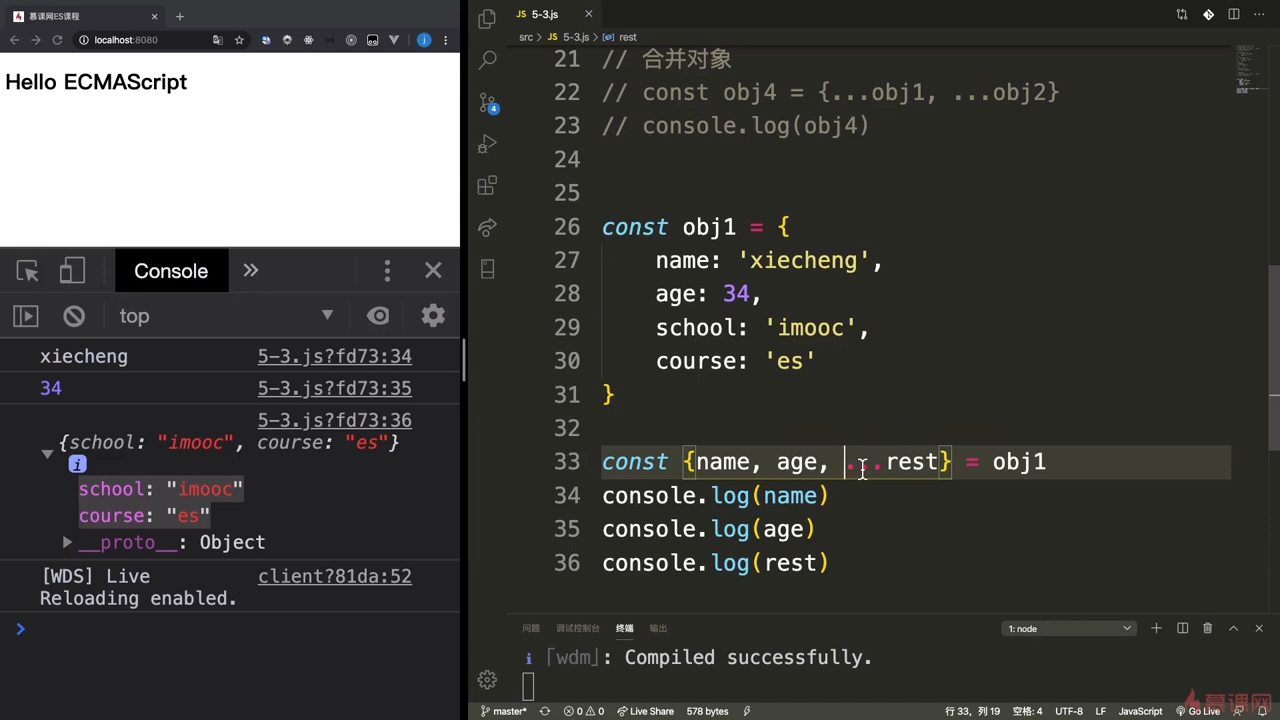 慕课网ES课程
localhost:8080
Hello ECMAScript
Console
top
xiecheng 5-3.js?fd73:34
34 5-3.js?fd73:35
5-3.js?fd73:36
{school: "imooc", course: "es"}
i
school: "imooc"
course: "es"
__proto__: Object
[WDS] Live client?81da:52
Reloading enabled.
JS 5-3.js
src > JS 5-3.js > rest
21 // 合并对象
22 // const obj4 = {...obj1, ...obj2}
23 // console.log(obj4)
24
25
26 const obj1 = {
27 name: 'xiecheng',
28 age: 34,
29 school: 'imooc',
30 course: 'es'
31 }
32
33 const {name, age, ...rest} = obj1
34 console.log(name)
35 console.log(age)
36 console.log(rest)
4
问题 调试控制台 终端 输出 1: node
i 「wdm」: Compiled successfully.
慕课网
master* 0 0 Live Share 578 bytes 行 33, 列 19 空格: 4 UTF-8 LF JavaScript Go Live